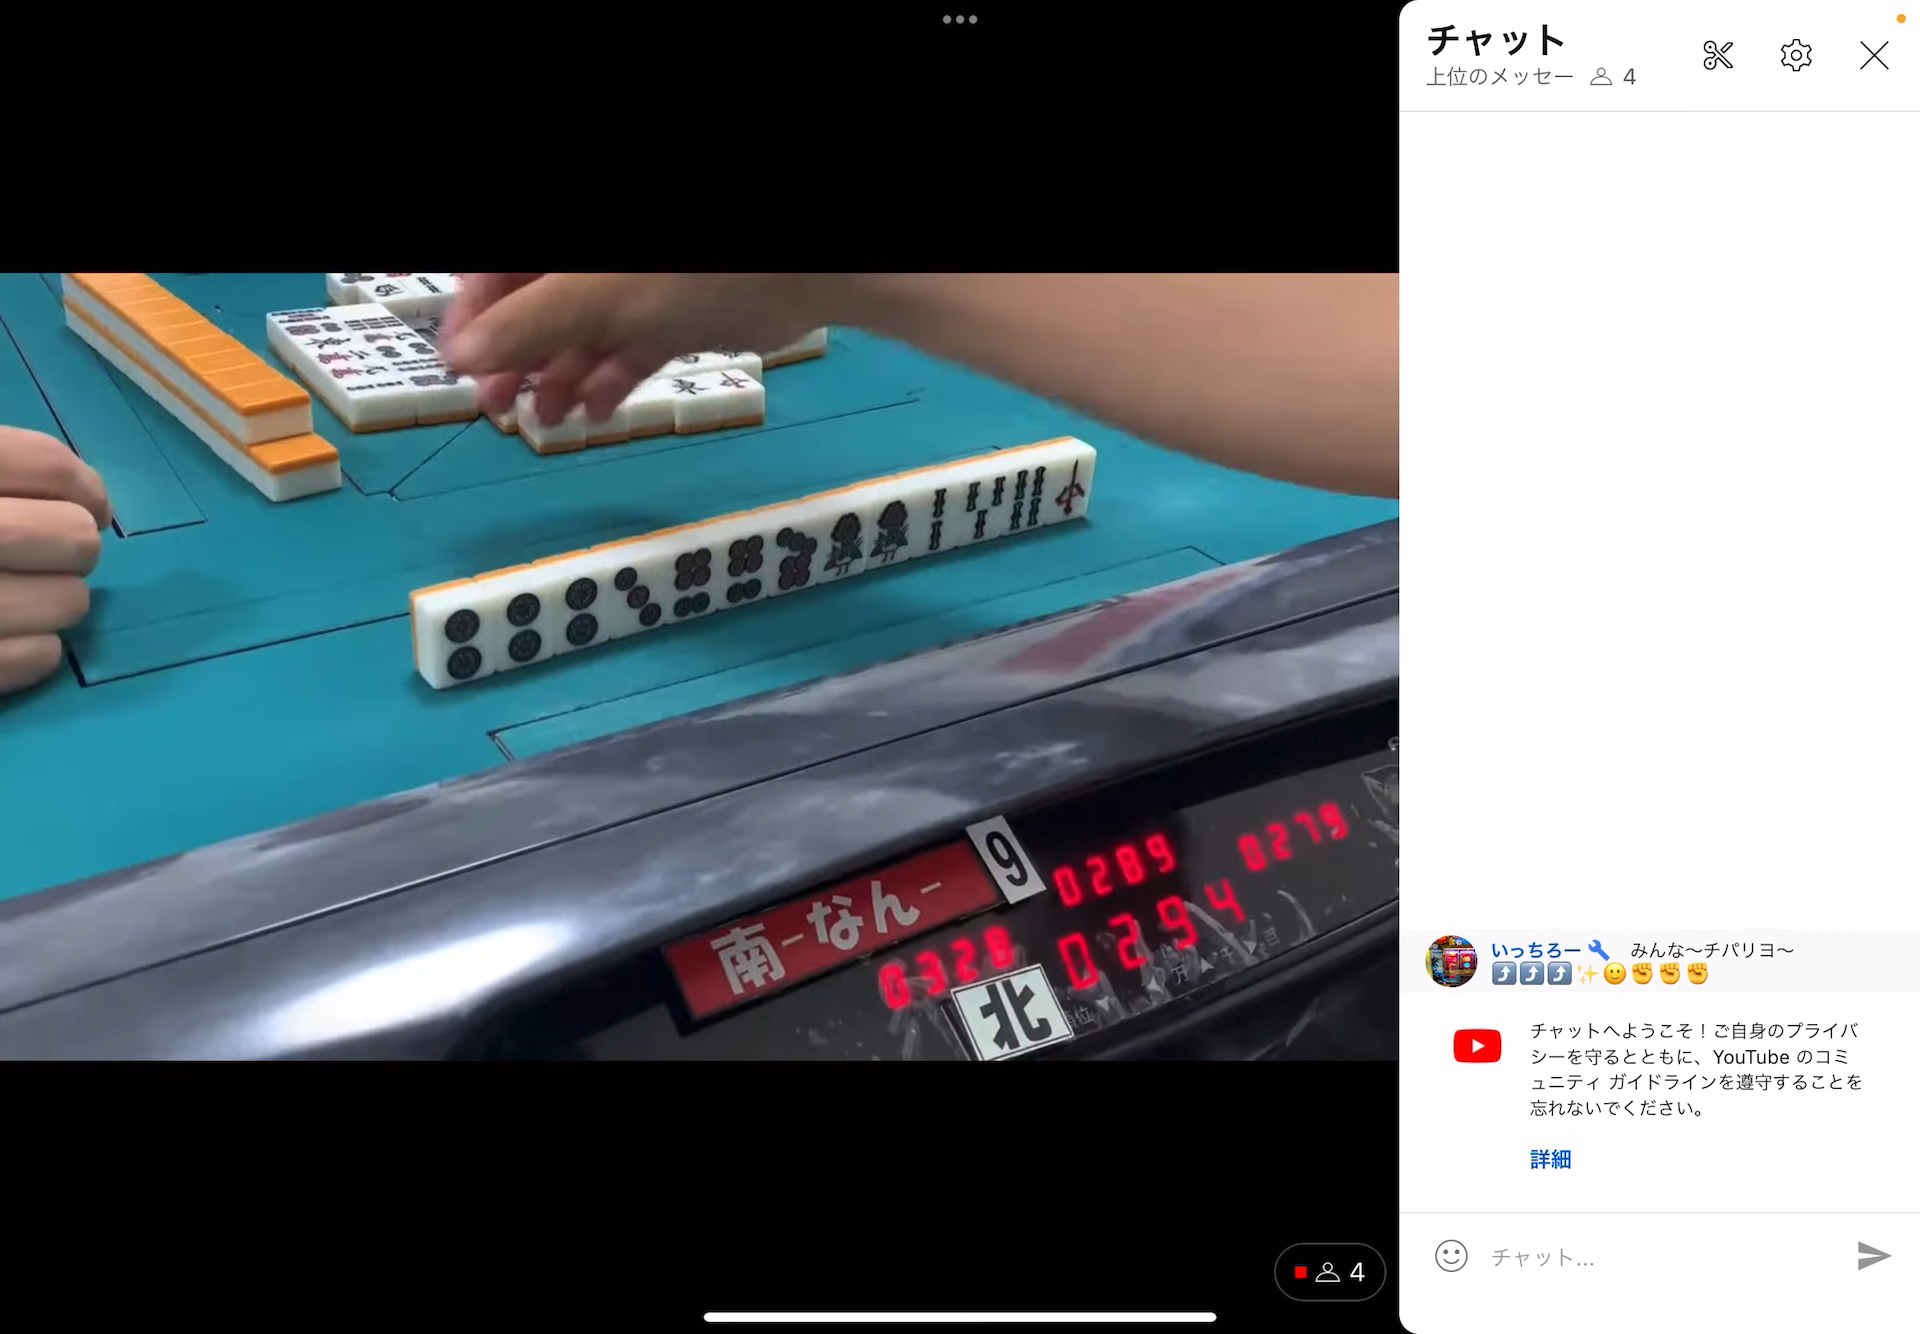 チャット
上位のメッセー 4
南-なん-
9
0289
0279
0328
0294
北
いっちろー みんな〜チパリヨ〜
チャットへようこそ！ご自身のプライバ
シーを守るとともに、YouTube のコミ
ュニティ ガイドラインを遵守することを
忘れないでください。
詳細
チャット...
4